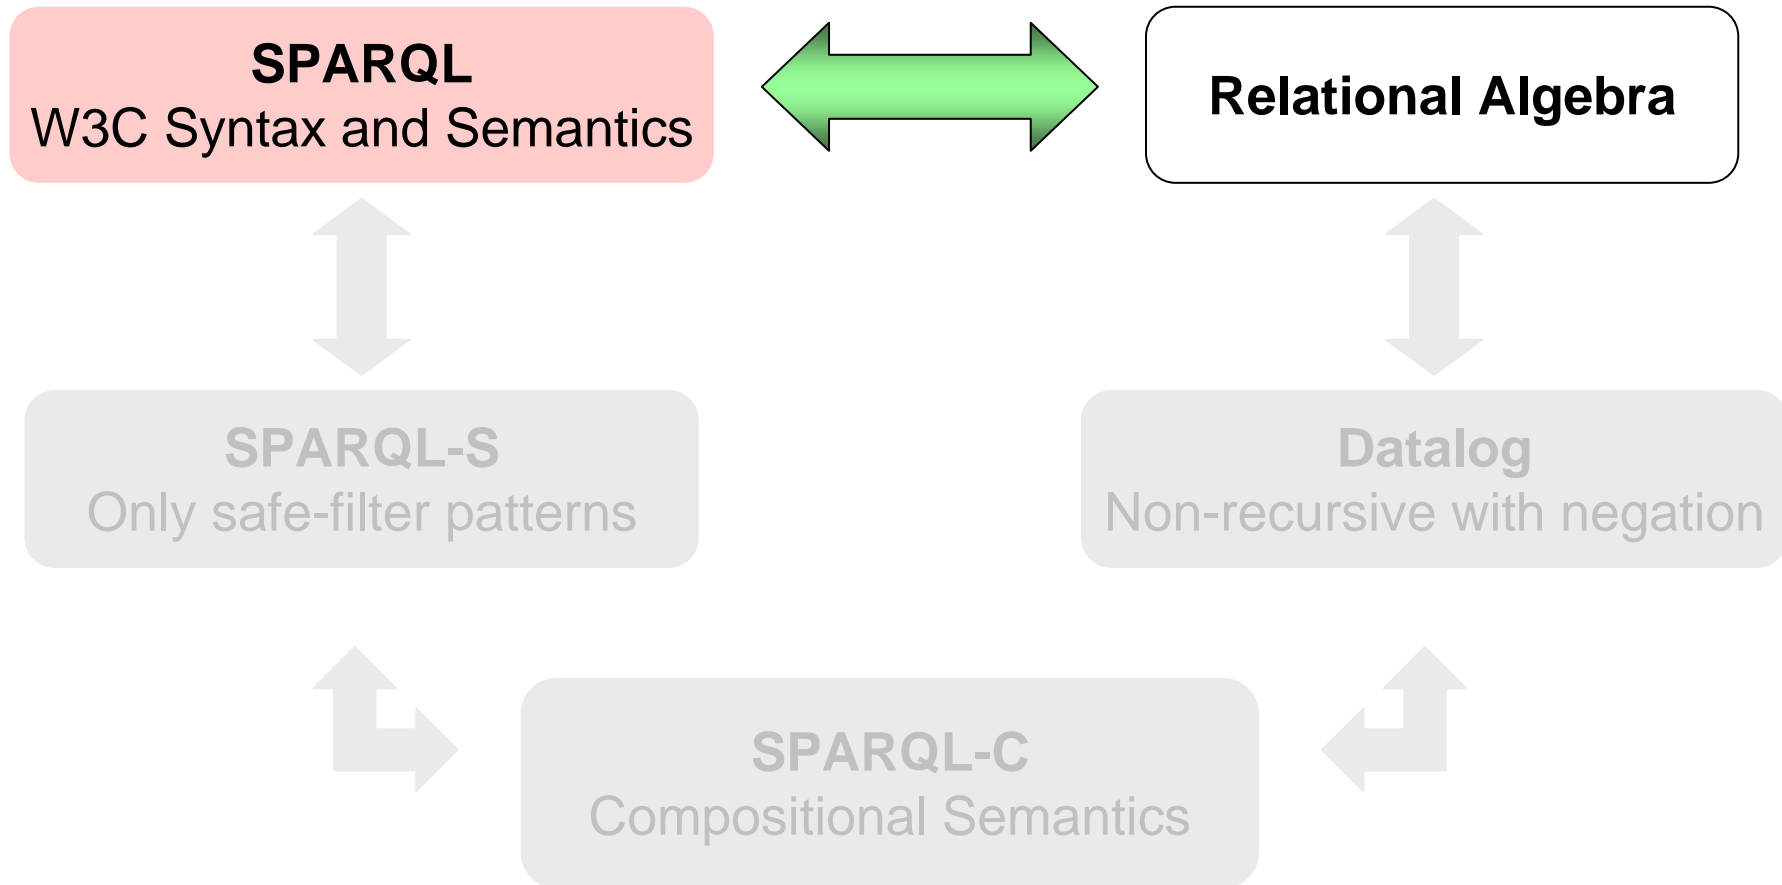 SPARQL
W3C Syntax and Semantics
Relational Algebra
SPARQL-S
Only safe-filter patterns
Datalog
Non-recursive with negation
SPARQL-C
Compositional Semantics